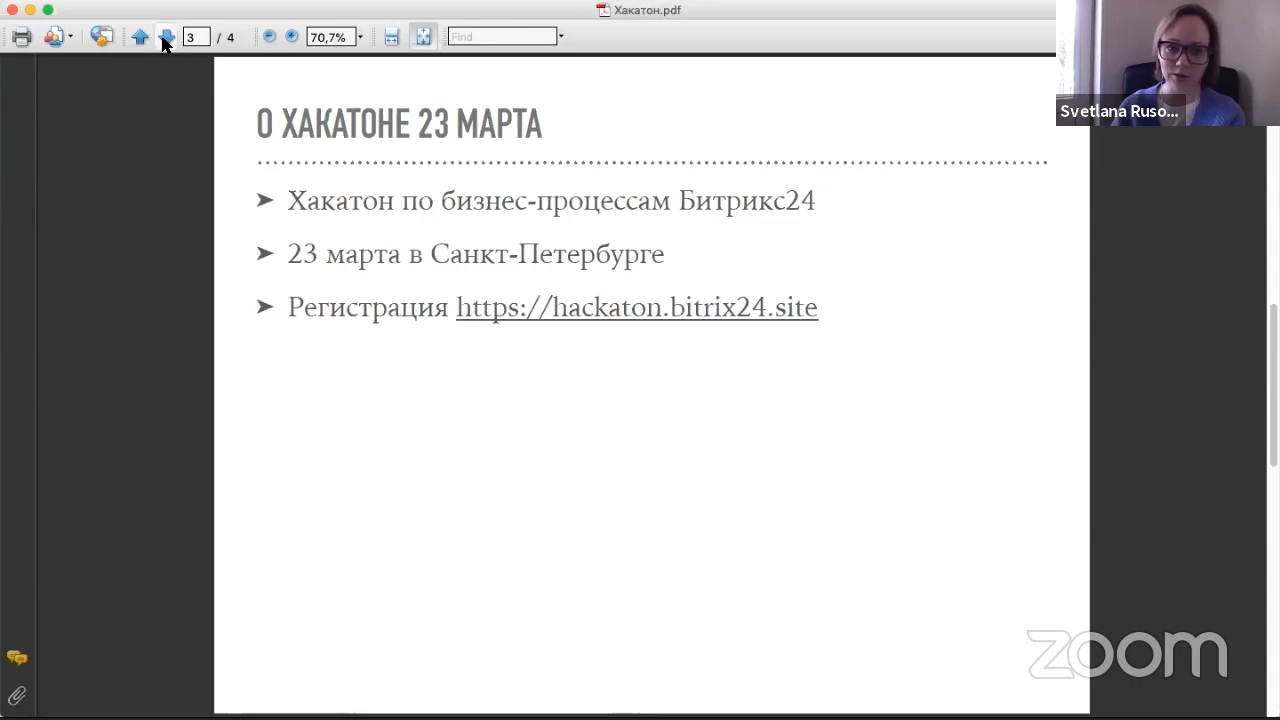 Хакатон.pdf
3 / 4
70,7%
Find
Svetlana Ruso...
О ХАКАТОНЕ 23 МАРТА
➤ Хакатон по бизнес-процессам Битрикс24
➤ 23 марта в Санкт-Петербурге
➤ Регистрация https://hackaton.bitrix24.site
zoom